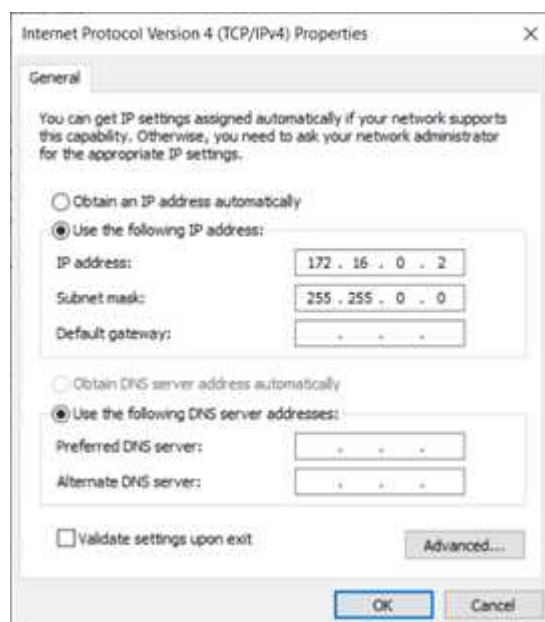 Internet Protocol Version 4 (TCP/IPv4) Properties
General
You can get IP settings assigned automatically if your network supports
this capability. Otherwise, you need to ask your network administrator
for the appropriate IP settings.
Obtain an IP address automatically
Use the following IP address:
IP address: 172 . 16 . 0 . 2
Subnet mask: 255 . 255 . 0 . 0
Default gateway: . . .
Obtain DNS server address automatically
Use the following DNS server addresses:
Preferred DNS server: . . .
Alternate DNS server: . . .
Validate settings upon exit
Advanced...
OK Cancel